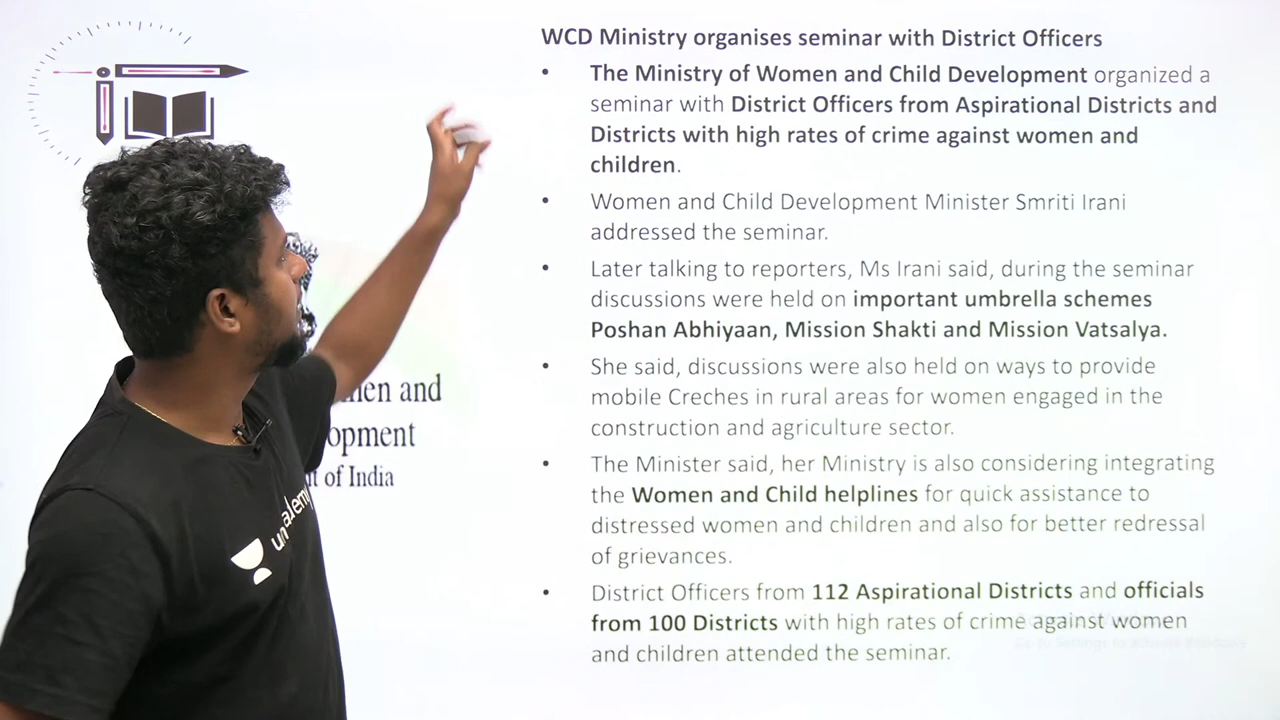 WCD Ministry organises seminar with District Officers
• The Ministry of Women and Child Development organized a
seminar with District Officers from Aspirational Districts and
Districts with high rates of crime against women and
children.
• Women and Child Development Minister Smriti Irani
addressed the seminar.
• Later talking to reporters, Ms Irani said, during the seminar
discussions were held on important umbrella schemes
Poshan Abhiyaan, Mission Shakti and Mission Vatsalya.
• She said, discussions were also held on ways to provide
mobile Creches in rural areas for women engaged in the
construction and agriculture sector.
• The Minister said, her Ministry is also considering integrating
the Women and Child helplines for quick assistance to
distressed women and children and also for better redressal
of grievances.
• District Officers from 112 Aspirational Districts and officials
from 100 Districts with high rates of crime against women
and children attended the seminar.
and
of India
Go to Settings to activate Windows